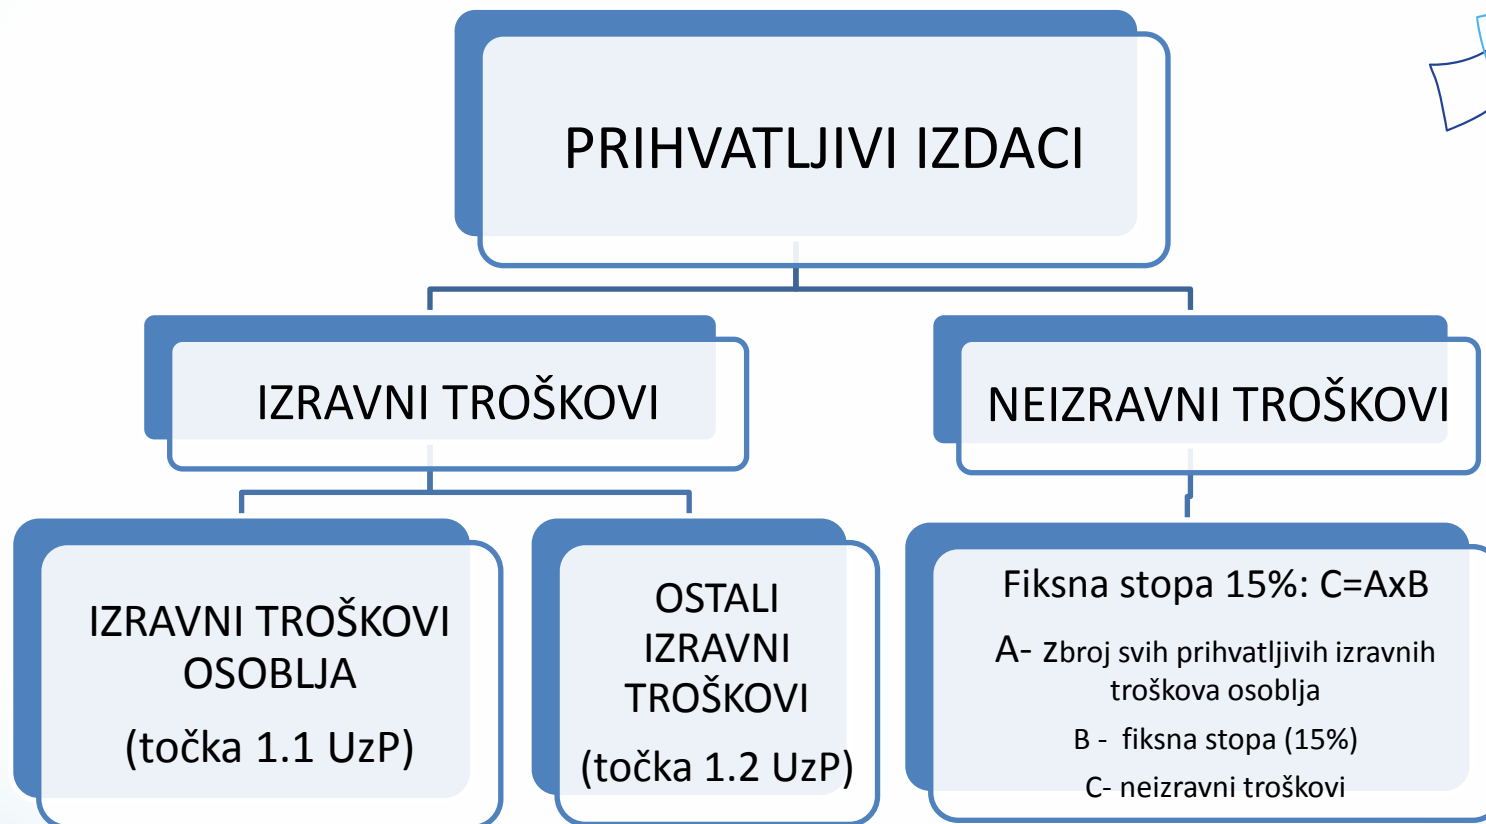 PRIHVATLJIVI IZDACI
IZRAVNI TROŠKOVI
NEIZRAVNI TROŠKOVI
IZRAVNI TROŠKOVI
OSOBLJA
(točka 1.1 UzP)
OSTALI
IZRAVNI
TROŠKOVI
(točka 1.2 UzP)
Fiksna stopa 15%: C=AxB
A- zbroj svih prihvatljivih izravnih
troškova osoblja
B - fiksna stopa (15%)
C- neizravni troškovi